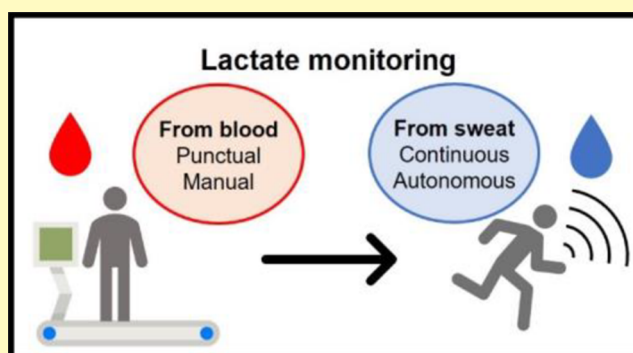 Lactate monitoring
From blood
Punctual
Manual
From sweat
Continuous
Autonomous